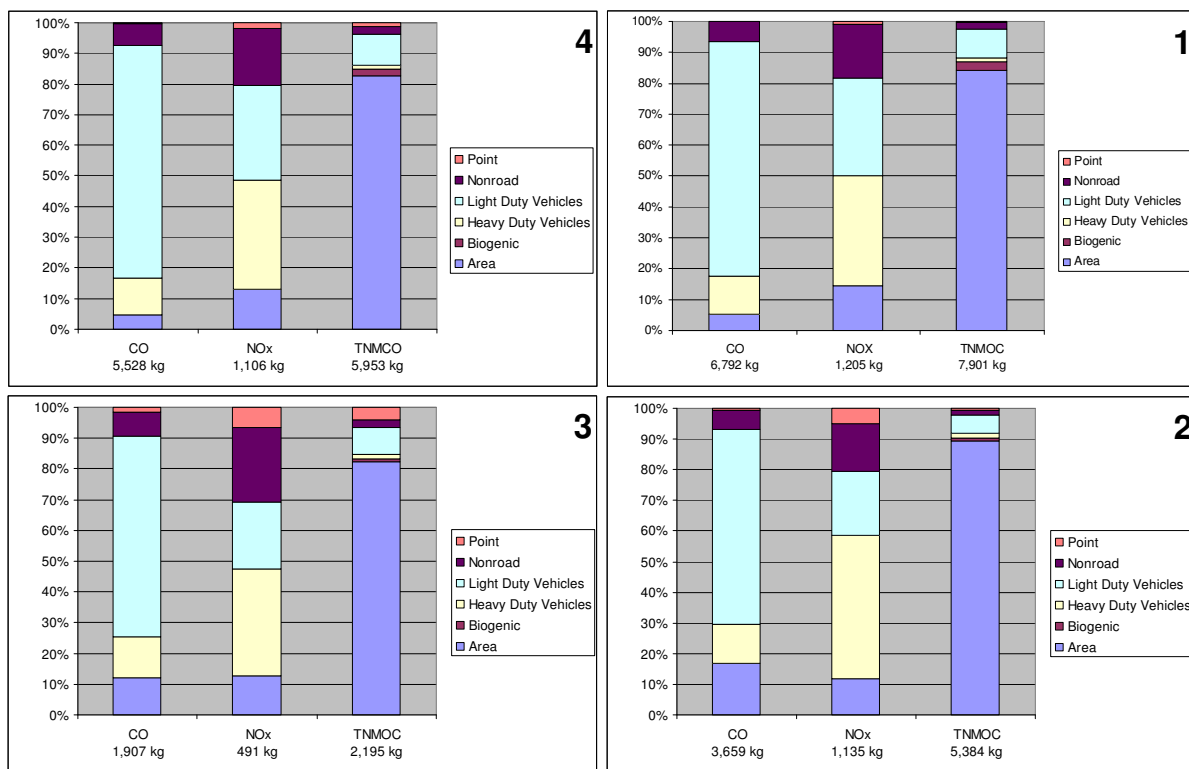 4
100%
90%
80%
70%
60%
50%
40%
30%
20%
10%
0%
CO NOx TNMCO
5,528 kg 1,106 kg 5,953 kg
Point
Nonroad
Light Duty Vehicles
Heavy Duty Vehicles
Biogenic
Area
1
100%
90%
80%
70%
60%
50%
40%
30%
20%
10%
0%
CO NOX TNMOC
6,792 kg 1,205 kg 7,901 kg
Point
Nonroad
Light Duty Vehicles
Heavy Duty Vehicles
Biogenic
Area
3
100%
90%
80%
70%
60%
50%
40%
30%
20%
10%
0%
CO NOx TNMOC
1,907 kg 491 kg 2,195 kg
Point
Nonroad
Light Duty Vehicles
Heavy Duty Vehicles
Biogenic
Area
2
100%
90%
80%
70%
60%
50%
40%
30%
20%
10%
0%
CO NOx TNMOC
3,659 kg 1,135 kg 5,384 kg
Point
Nonroad
Light Duty Vehicles
Heavy Duty Vehicles
Biogenic
Area